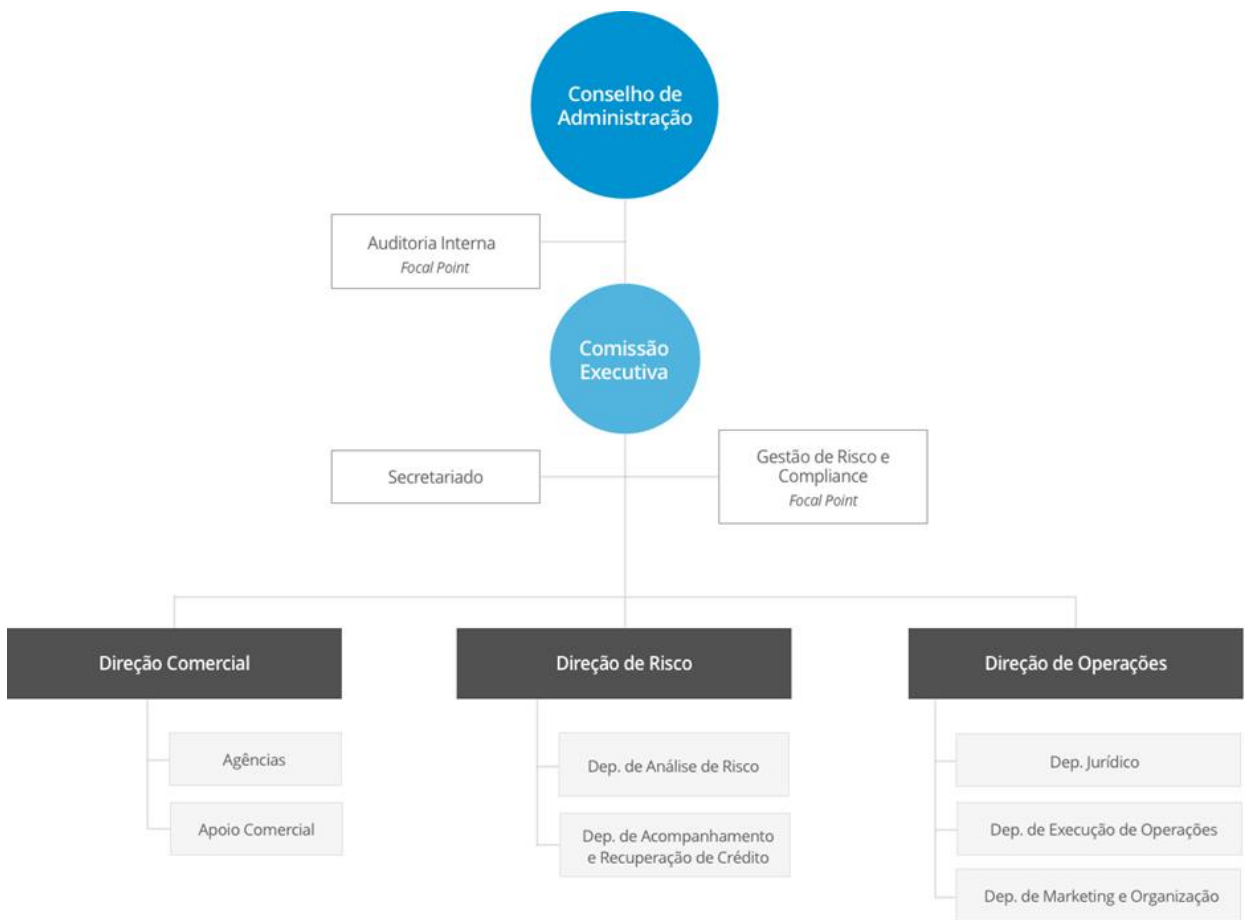 Conselho de
Administração
Auditoria Interna
Focal Point
Comissão
Executiva
Secretariado
Gestão de Risco e
Compliance
Focal Point
Direção Comercial
Direção de Risco
Direção de Operações
Agências
Apoio Comercial
Dep. de Análise de Risco
Dep. de Acompanhamento
e Recuperação de Crédito
Dep. Jurídico
Dep. de Execução de Operações
Dep. de Marketing e Organização